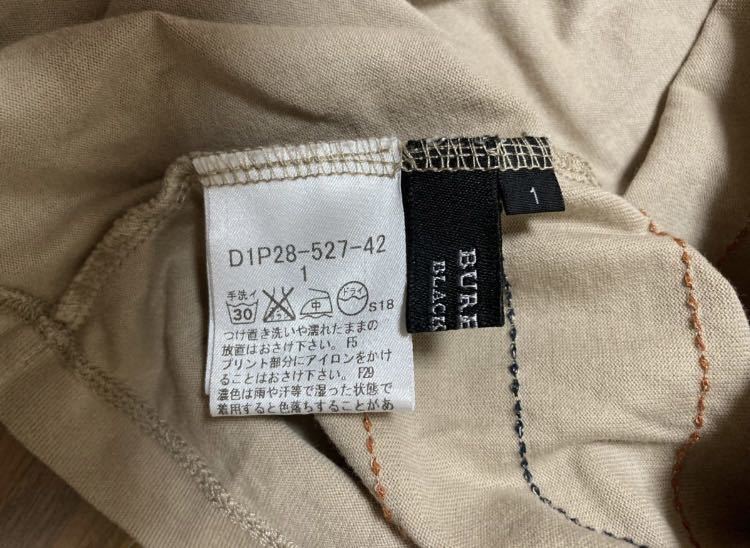 D1P28-527-42
1
手洗イ 30 中 ドライ S18
つけ置き洗いや濡れたままの
放置はおさけ下さい。 F5
プリント部分にアイロンをかけ
ることはおさけ下さい。 F29
濃色は雨や汗等で湿った状態で
着用すると色落ちすることがあ
BURB
BLACK
1